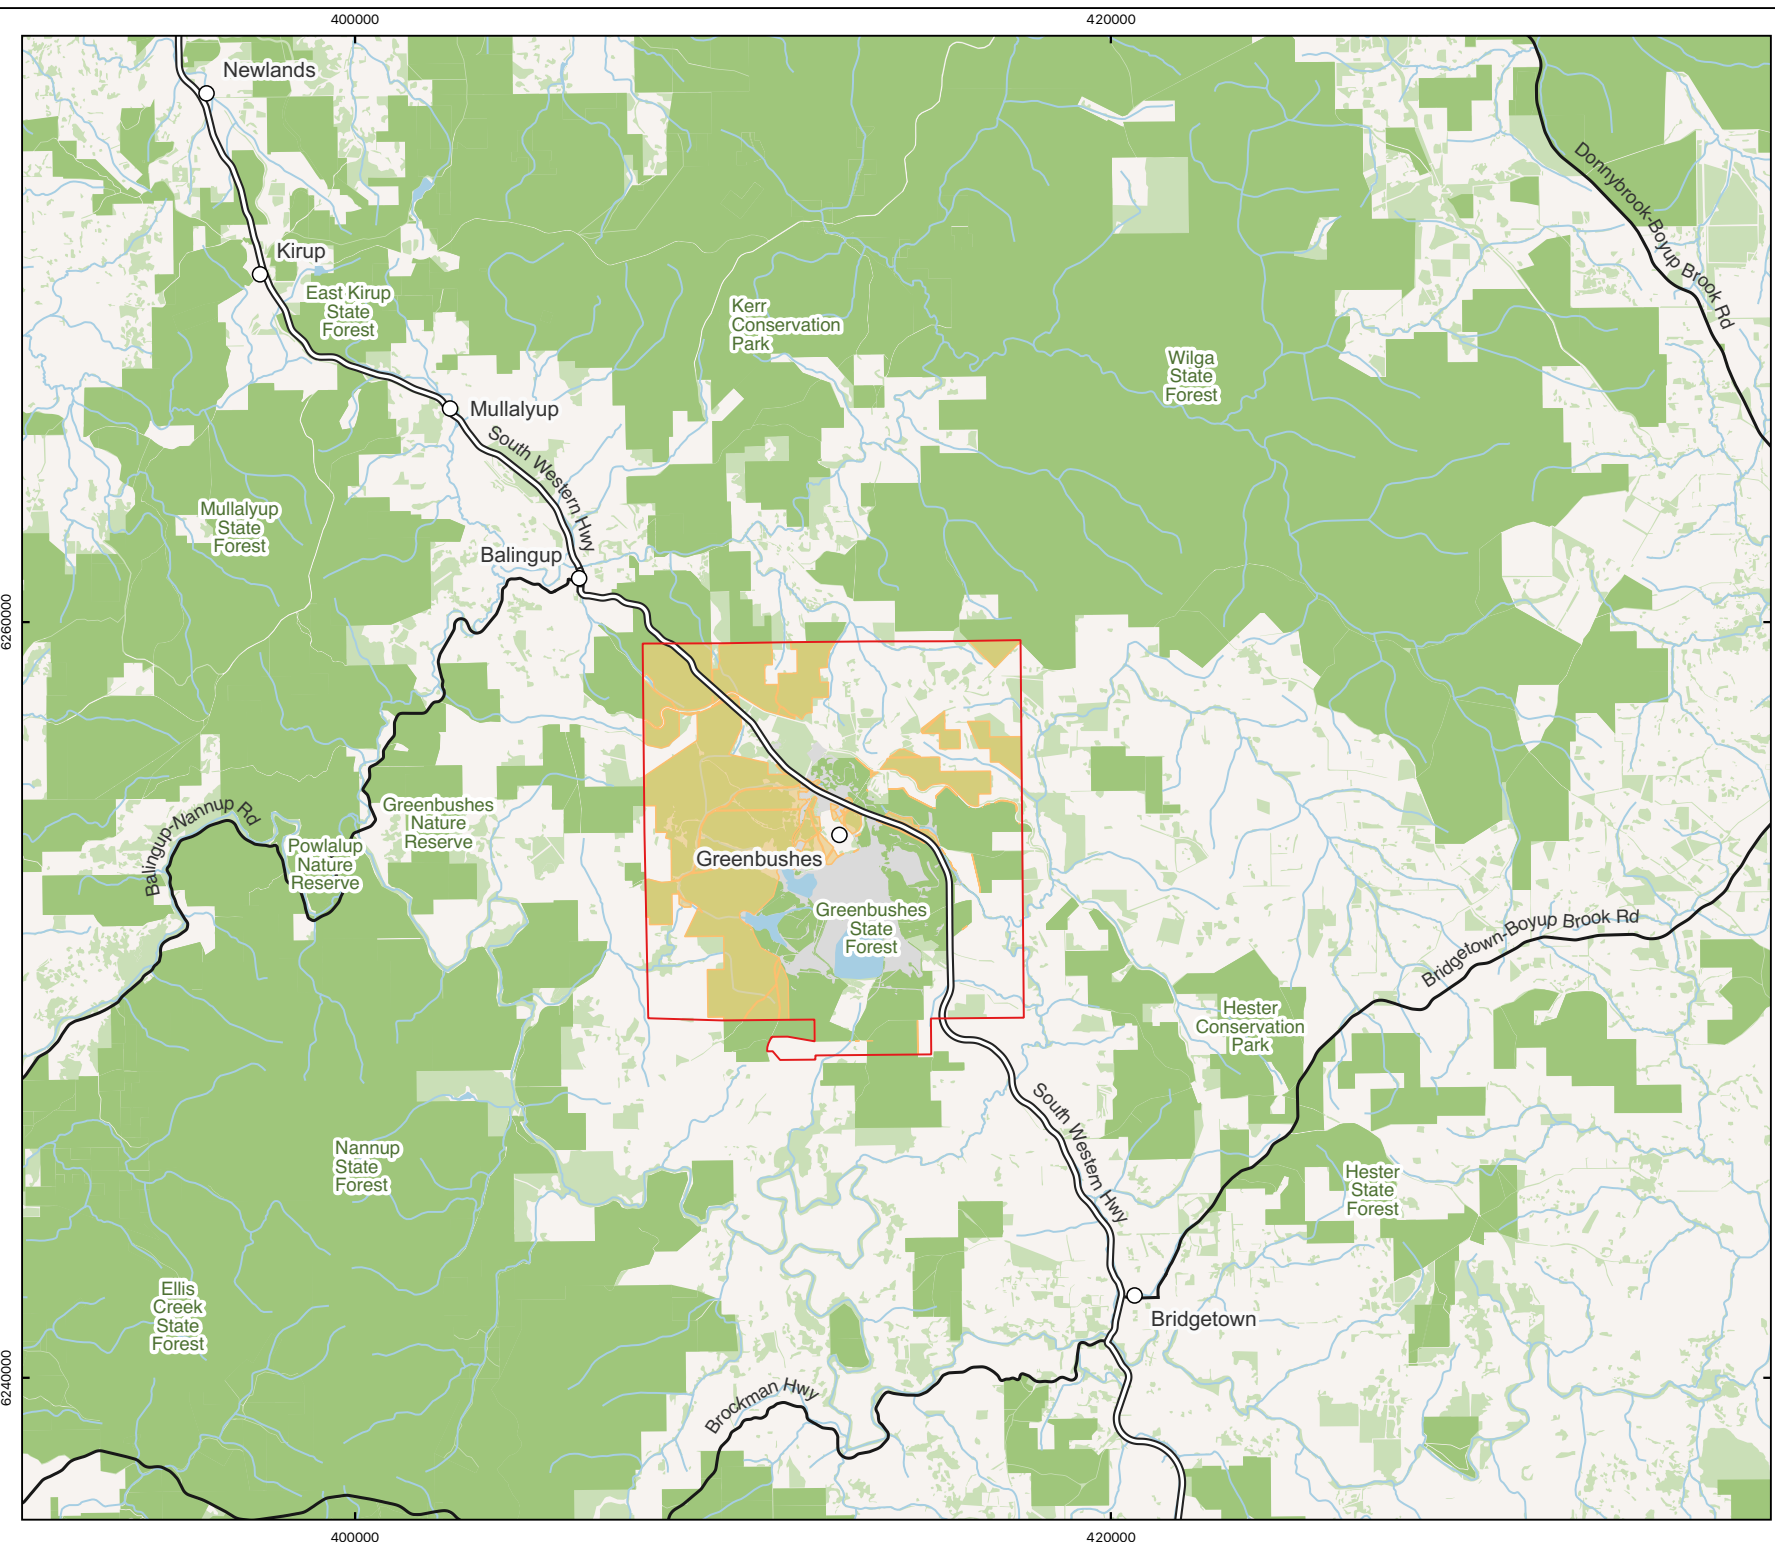 400000
420000
Newlands
Donnybrook-Boyup Brook Rd
Kirup
East Kirup
State
Forest
Kerr
Conservation
Park
Wilga
State
Forest
Mullalyup
South Western Hwy
Mullalyup
State
Forest
Balingup
6260000
Greenbushes
Nature
Reserve
Balingup-Nannup Rd
Powlalup
Nature
Reserve
Greenbushes
Greenbushes
State
Forest
Bridgetown-Boyup Brook Rd
Hester
Conservation
Park
South Western Hwy
Nannup
State
Forest
Hester
State
Forest
Ellis
Creek
State
Forest
Bridgetown
6240000
Brockman Hwy
400000
420000